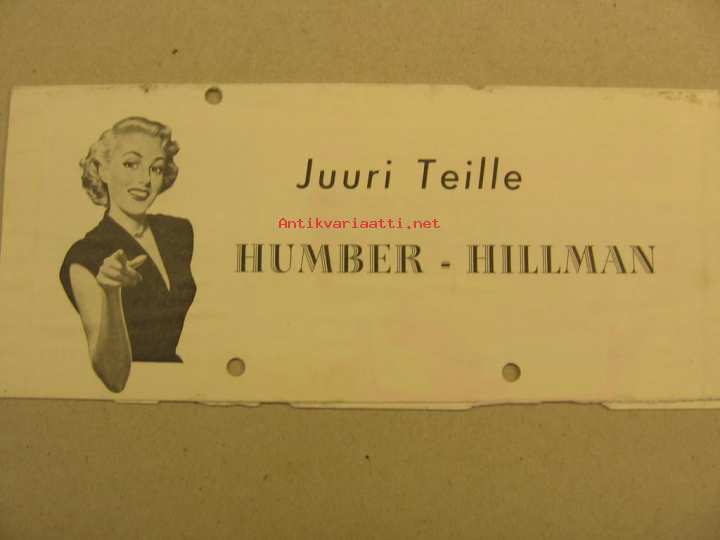 Juuri Teille
Antikvariaatti.net
HUMBER - HILLMAN